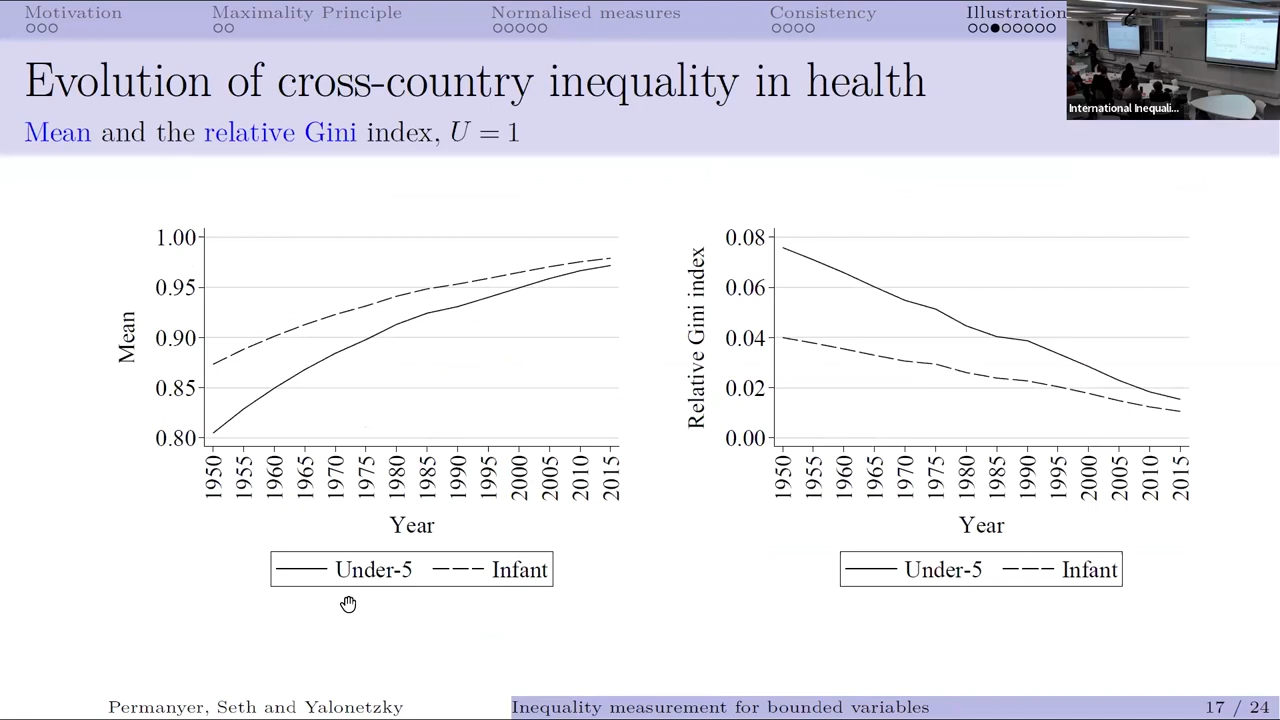 Motivation
Maximality Principle
Normalised measures
Consistency
Illustration
International Inequali...
Evolution of cross-country inequality in health
Mean and the relative Gini index, U = 1
Mean
1.00
0.95
0.90
0.85
0.80
1950 1955 1960 1965 1970 1975 1980 1985 1990 1995 2000 2005 2010 2015
Year
Under-5 Infant
Relative Gini index
0.08
0.06
0.04
0.02
0.00
1950 1955 1960 1965 1970 1975 1980 1985 1990 1995 2000 2005 2010 2015
Year
Under-5 Infant
Permanyer, Seth and Yalonetzky
Inequality measurement for bounded variables
17 / 24